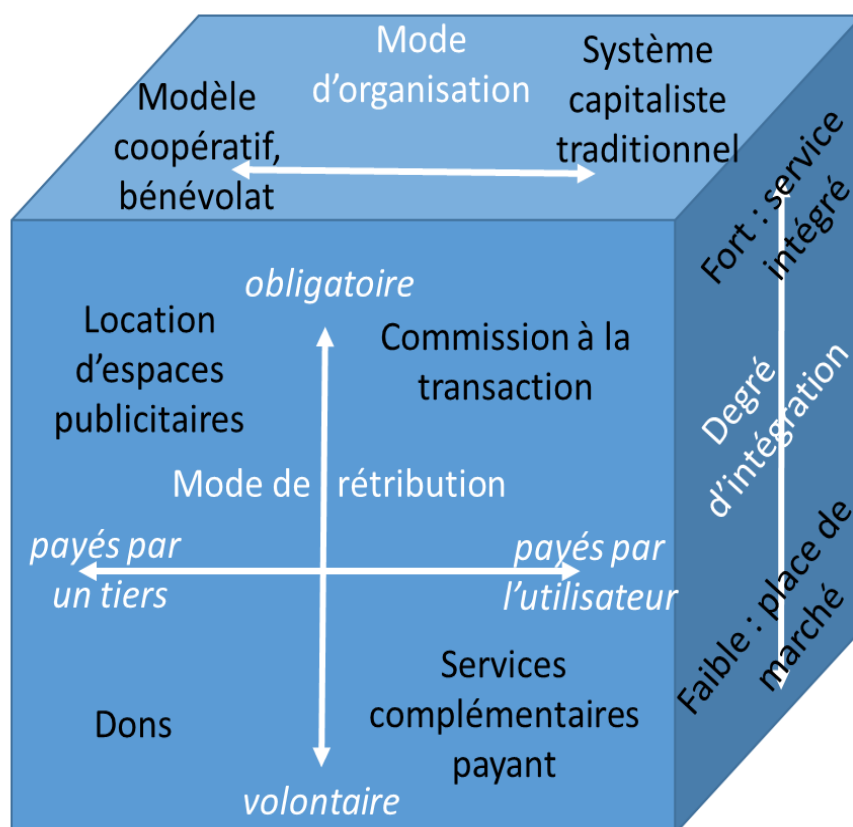 Mode
d'organisation
Modèle
coopératif,
bénévolat
Système
capitaliste
traditionnel
Fort : service
intégré
Degré
d'intégration
Faible : place de
marché
obligatoire
Location
d'espaces
publicitaires
Commission à la
transaction
Mode de rétribution
payés par
un tiers
payés par
l'utilisateur
Dons
Services
complémentaires
payant
volontaire